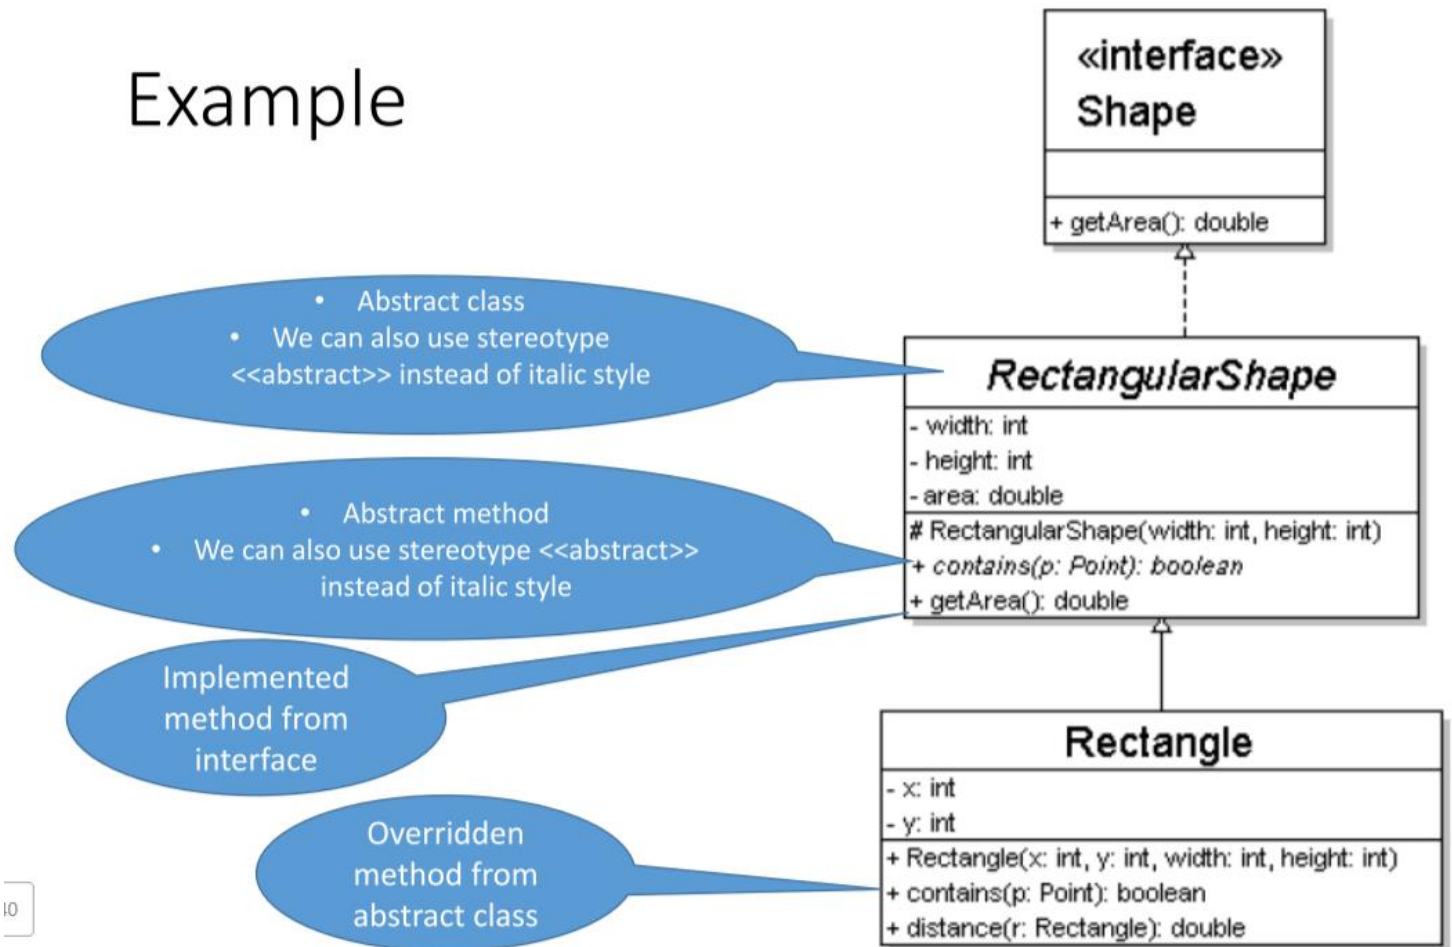 Example
«interface»
Shape
+ getArea(): double
• Abstract class
• We can also use stereotype
<<abstract>> instead of italic style
RectangularShape
- width: int
- height: int
- area: double
# RectangularShape(width: int, height: int)
+ contains(p: Point): boolean
+ getArea(): double
• Abstract method
• We can also use stereotype <<abstract>>
instead of italic style
Implemented
method from
interface
Rectangle
- x: int
- y: int
+ Rectangle(x: int, y: int, width: int, height: int)
+ contains(p: Point): boolean
+ distance(r: Rectangle): double
Overridden
method from
abstract class